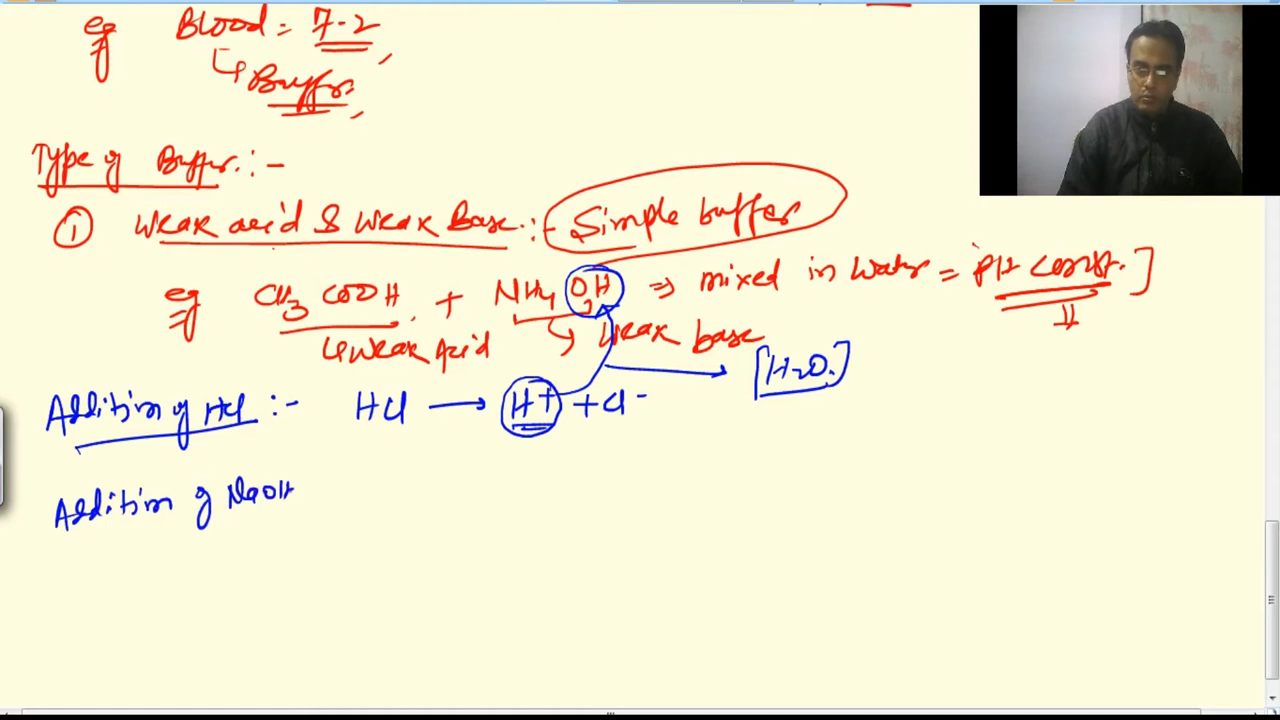 eg Blood = 7.2,
↳ Buffer,
Type of Buffer :-
① Weak acid & Weak Base :- Simple buffer
eg CH3COOH + NH4OH ⇒ mixed in water = PH const. ]
↳ Weak Acid ↳ Weak base
Addition of HCl :- HCl → H+ + Cl- → [H2O.]
Addition of NaOH